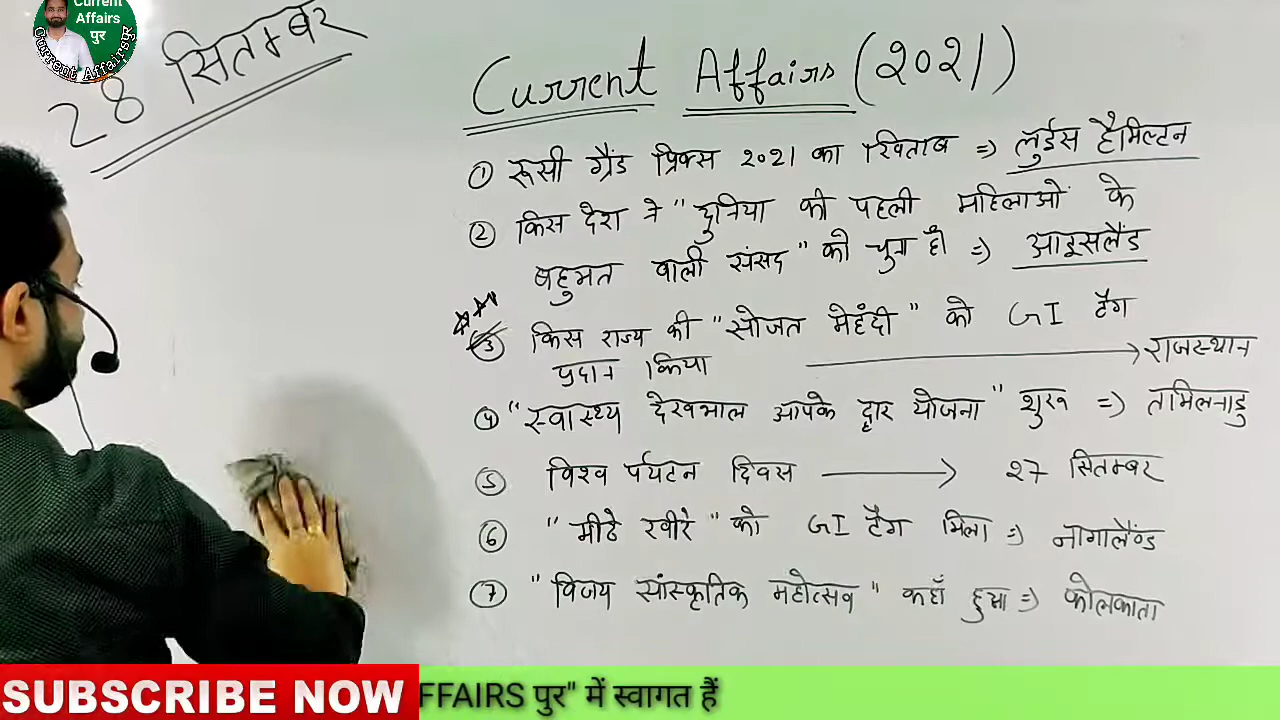 Current
Affairs
पुर
Current Affairsपुर
28 सितम्बर
Current Affairs (2021)
① रूसी ग्रैंड प्रिक्स 2021 का खिताब ⇒ लुईस हैमिल्टन
② किस देश ने "दुनिया की पहली महिलाओं के
बहुमत वाली संसद" को चुना है ⇒ आइसलैंड
③ किस राज्य की "सोजत मेहंदी" को GI टैग
प्रदान किया → राजस्थान
④ "स्वास्थ्य देखभाल आपके द्वार योजना" शुरू ⇒ तमिलनाडु
⑤ विश्व पर्यटन दिवस → 27 सितम्बर
⑥ "मीठे खीरे" को GI टैग मिला ⇒ नागालैण्ड
⑦ "विजय सांस्कृतिक महोत्सव" कहाँ हुआ ⇒ कोलकाता
SUBSCRIBE NOW FFAIRS पुर" में स्वागत हैं